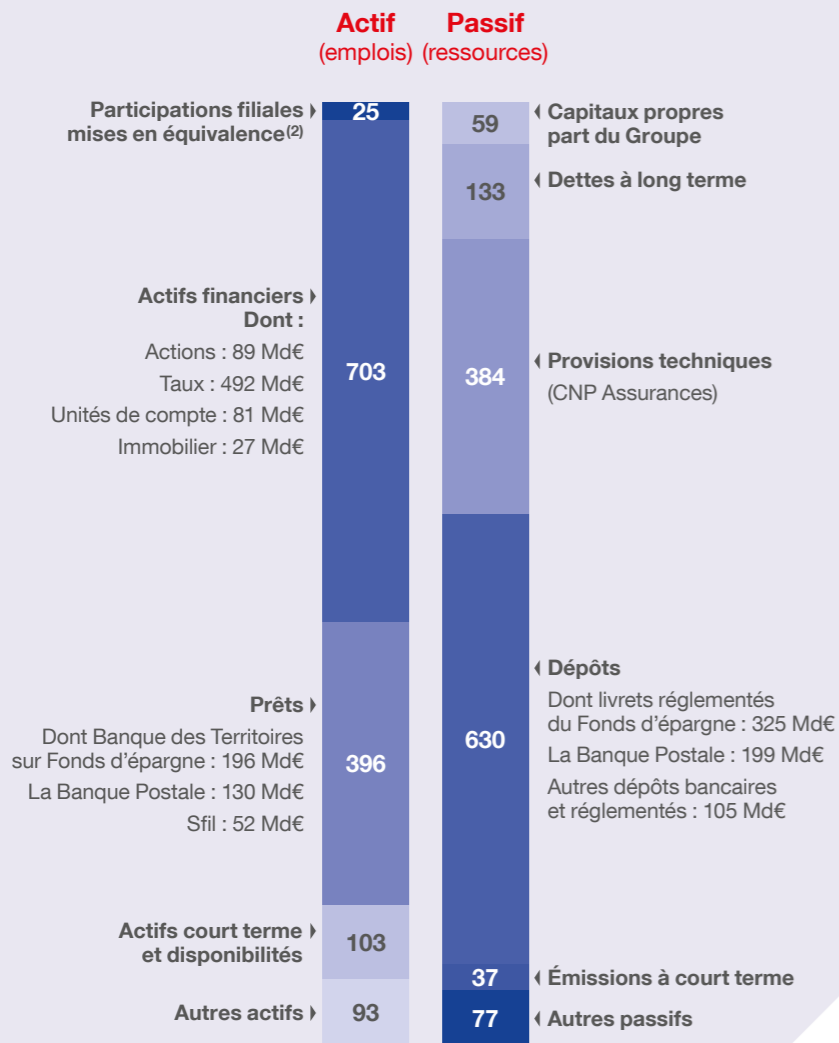 Actif
(emplois)
Passif
(ressources)
Participations filiales
mises en équivalence(2)
25
Actifs financiers
Dont :
Actions : 89 Md€
Taux : 492 Md€
Unités de compte : 81 Md€
Immobilier : 27 Md€
703
Prêts
Dont Banque des Territoires
sur Fonds d’épargne : 196 Md€
La Banque Postale : 130 Md€
Sfil : 52 Md€
396
Actifs court terme
et disponibilités
103
Autres actifs
93
59
Capitaux propres
part du Groupe
133
Dettes à long terme
384
Provisions techniques
(CNP Assurances)
630
Dépôts
Dont livrets réglementés
du Fonds d’épargne : 325 Md€
La Banque Postale : 199 Md€
Autres dépôts bancaires
et réglementés : 105 Md€
37
Émissions à court terme
77
Autres passifs